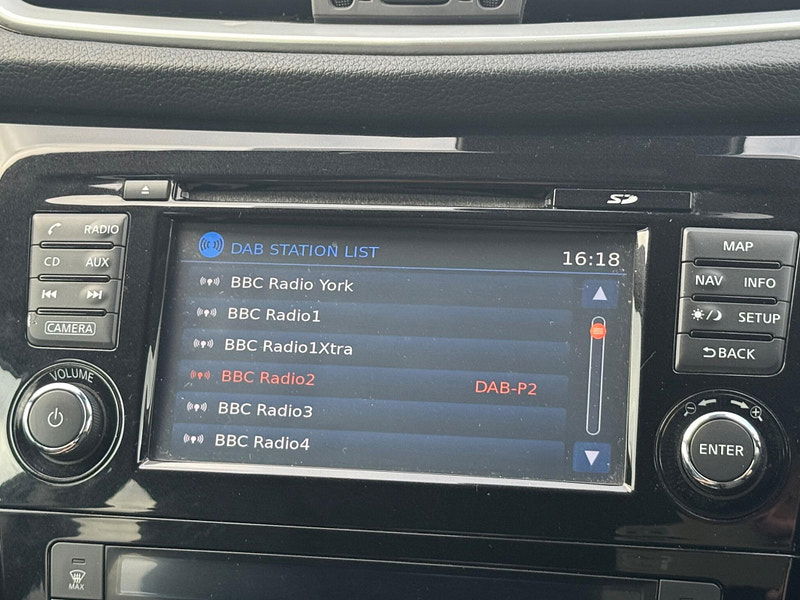 SD
RADIO
CD AUX
CAMERA
VOLUME
DAB STATION LIST
16:18
BBC Radio York
BBC Radio1
BBC Radio1Xtra
BBC Radio2 DAB-P2
BBC Radio3
BBC Radio4
MAP
NAV INFO
SETUP
BACK
ENTER
MAX